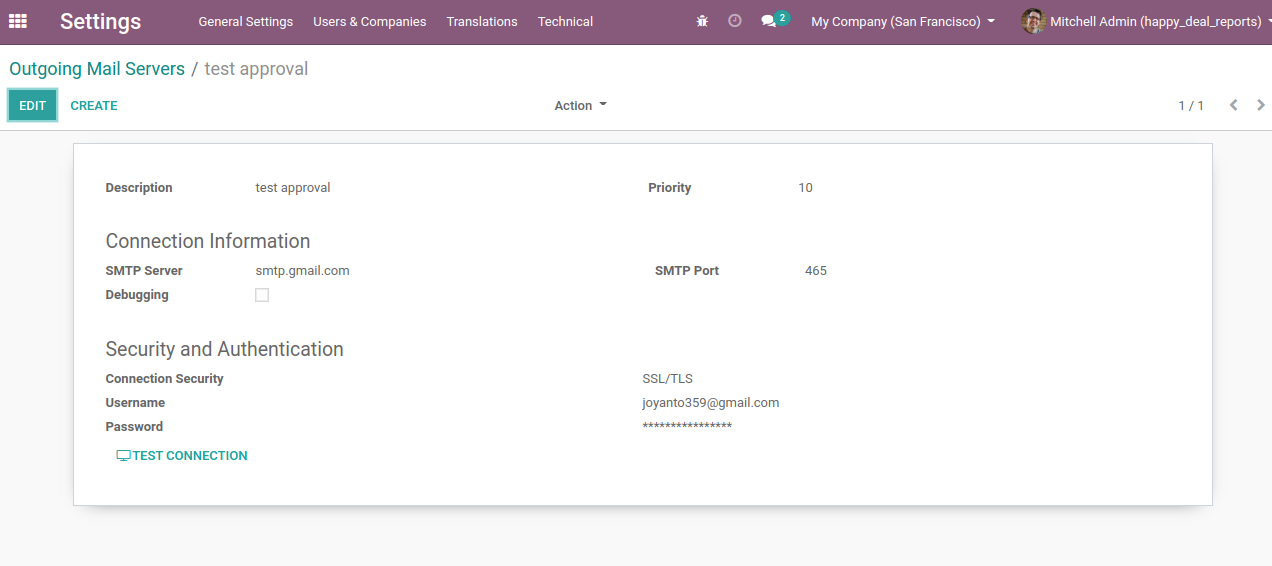 Settings General Settings Users & Companies Translations Technical 2 My Company (San Francisco) Mitchell Admin (happy_deal_reports)
Outgoing Mail Servers / test approval
EDIT CREATE Action 1 / 1
Description test approval Priority 10
Connection Information
SMTP Server smtp.gmail.com SMTP Port 465
Debugging
Security and Authentication
Connection Security SSL/TLS
Username joyanto359@gmail.com
Password ****************
TEST CONNECTION